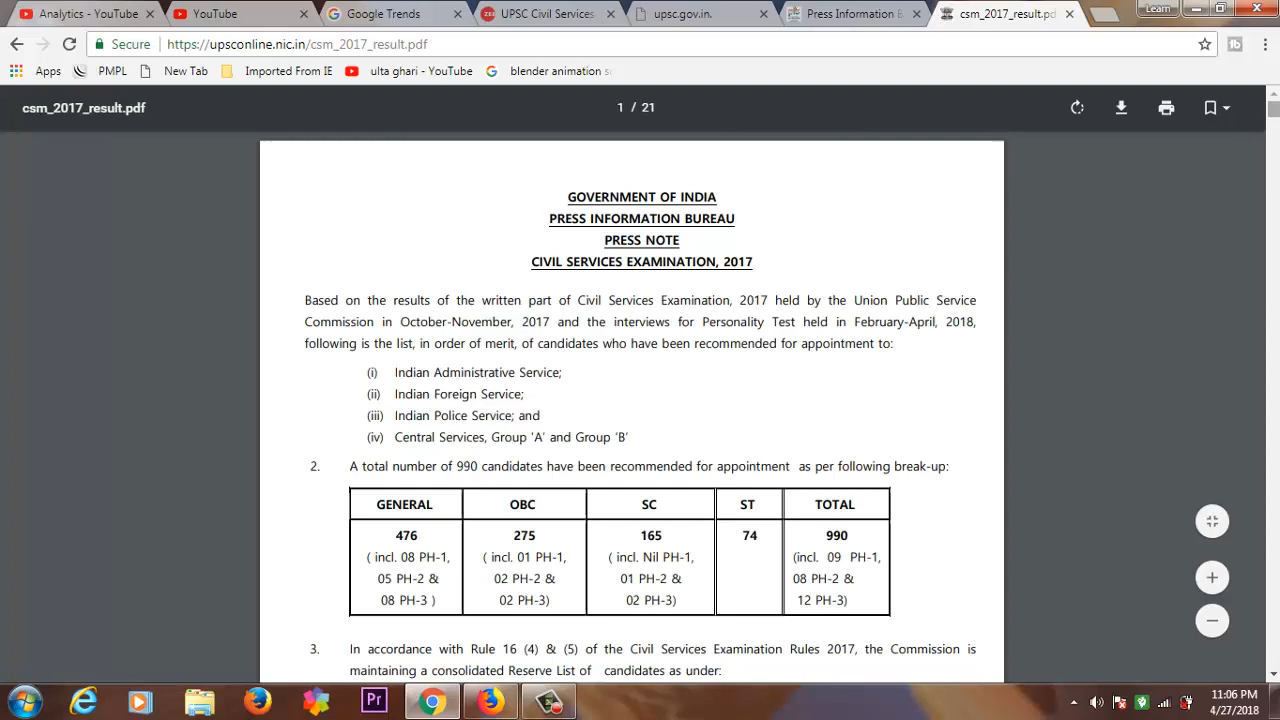 Analytics - YouTube
YouTube
Google Trends
UPSC Civil Services
upsc.gov.in.
Press Information B
csm_2017_result.pd
Learn
Secure
https://upsconline.nic.in/csm_2017_result.pdf
Apps
PMPL
New Tab
Imported From IE
ulta ghari - YouTube
blender animation s
csm_2017_result.pdf
1 / 21
GOVERNMENT OF INDIA
PRESS INFORMATION BUREAU
PRESS NOTE
CIVIL SERVICES EXAMINATION, 2017
Based on the results of the written part of Civil Services Examination, 2017 held by the Union Public Service
Commission in October-November, 2017 and the interviews for Personality Test held in February-April, 2018,
following is the list, in order of merit, of candidates who have been recommended for appointment to:
(i) Indian Administrative Service;
(ii) Indian Foreign Service;
(iii) Indian Police Service; and
(iv) Central Services, Group 'A' and Group 'B'
2. A total number of 990 candidates have been recommended for appointment as per following break-up:
GENERAL OBC SC ST TOTAL
476 275 165 74 990
( incl. 08 PH-1, ( incl. 01 PH-1, ( incl. Nil PH-1, (incl. 09 PH-1,
05 PH-2 & 02 PH-2 & 01 PH-2 & 08 PH-2 &
08 PH-3 ) 02 PH-3) 02 PH-3) 12 PH-3)
3. In accordance with Rule 16 (4) & (5) of the Civil Services Examination Rules 2017, the Commission is
maintaining a consolidated Reserve List of candidates as under:
Pr
11:06 PM
4/27/2018